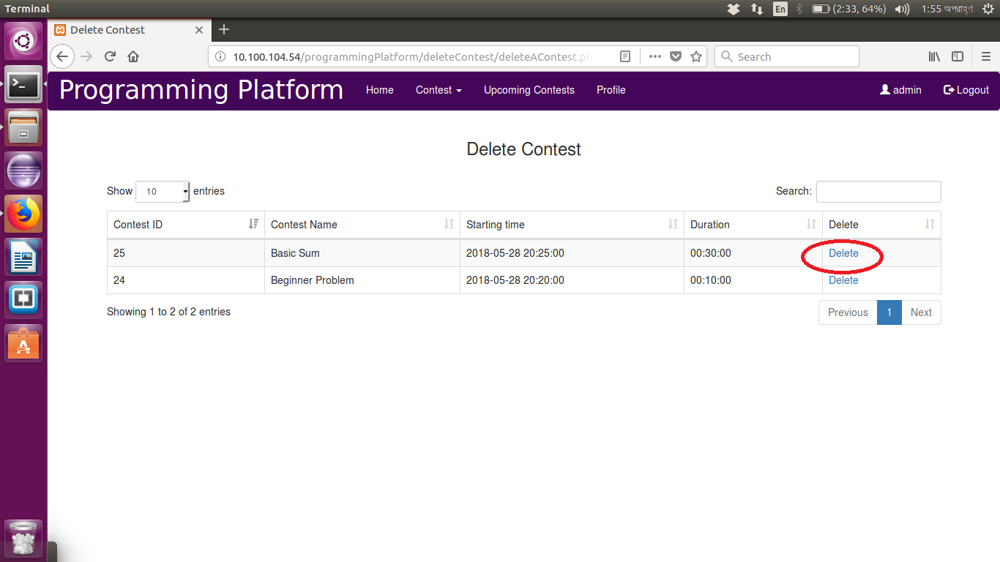 Terminal
En
(2:33, 64%)
1:55 অপরাহ্ণ
Delete Contest
10.100.104.54/programmingPlatform/deleteContest/deleteAContest.ph
Search
Programming Platform Home Contest Upcoming Contests Profile admin Logout
Delete Contest
Show 10 entries Search:
Contest ID Contest Name Starting time Duration Delete
25 Basic Sum 2018-05-28 20:25:00 00:30:00 Delete
24 Beginner Problem 2018-05-28 20:20:00 00:10:00 Delete
Showing 1 to 2 of 2 entries Previous 1 Next